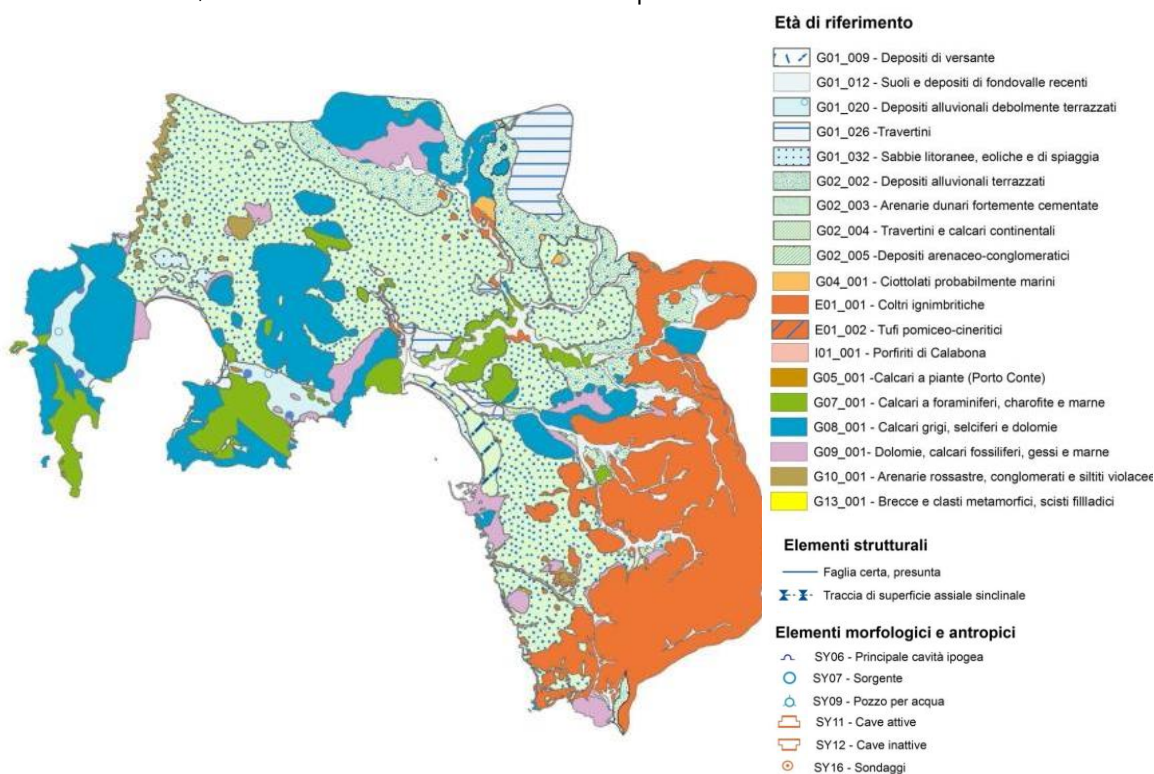 Età di riferimento
G01_009 - Depositi di versante
G01_012 - Suoli e depositi di fondovalle recenti
G01_020 - Depositi alluvionali debolmente terrazzati
G01_026 -Travertini
G01_032 - Sabbie litoranee, eoliche e di spiaggia
G02_002 - Depositi alluvionali terrazzati
G02_003 - Arenarie dunari fortemente cementate
G02_004 - Travertini e calcari continentali
G02_005 -Depositi arenaceo-conglomeratici
G04_001 - Ciottolati probabilmente marini
E01_001 - Coltri ignimbritiche
E01_002 - Tufi pomiceo-cineritici
I01_001 - Porfiriti di Calabona
G05_001 -Calcari a piante (Porto Conte)
G07_001 - Calcari a foraminiferi, charofite e marne
G08_001 - Calcari grigi, selciferi e dolomie
G09_001- Dolomie, calcari fossiliferi, gessi e marne
G10_001 - Arenarie rossastre, conglomerati e siltiti violacee
G13_001 - Brecce e clasti metamorfici, scisti fillladici
Elementi strutturali
Faglia certa, presunta
Traccia di superficie assiale sinclinale
Elementi morfologici e antropici
SY06 - Principale cavità ipogea
SY07 - Sorgente
SY09 - Pozzo per acqua
SY11 - Cave attive
SY12 - Cave inattive
SY16 - Sondaggi